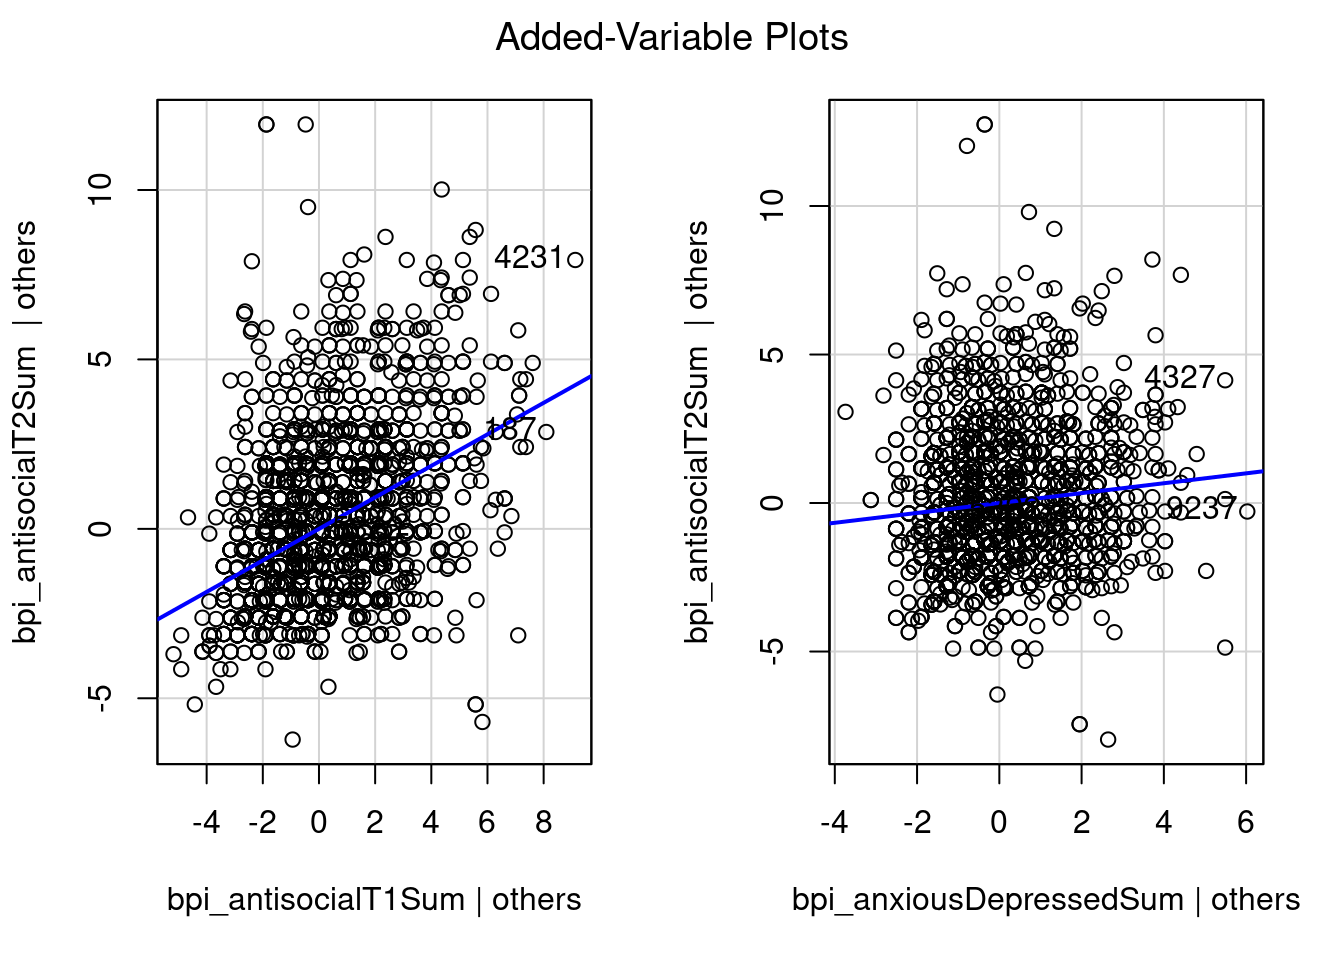 Added-Variable Plots
bpi_antisocialT2Sum | others
10
5
0
-5
4231
-4 -2 0 2 4 6 8
bpi_antisocialT1Sum | others
bpi_antisocialT2Sum | others
10
5
0
-5
4327
9237
-4 -2 0 2 4 6
bpi_anxiousDepressedSum | others